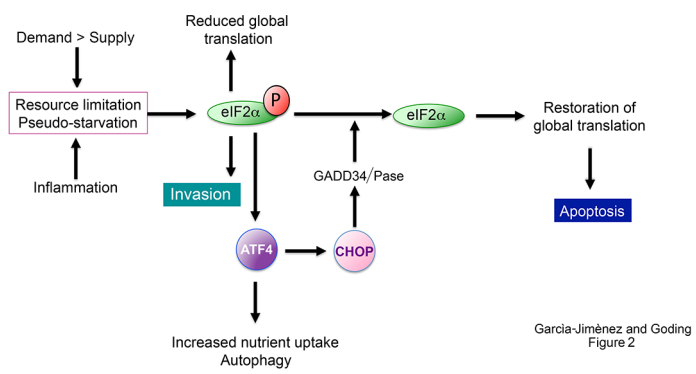 Reduced global
translation
Demand > Supply
Resource limitation
Pseudo-starvation
eIF2α
P
eIF2α
Restoration of
global translation
Inflammation
Invasion
GADD34/Pase
Apoptosis
ATF4
CHOP
Increased nutrient uptake
Autophagy
Garcìa-Jimènez and Goding
Figure 2